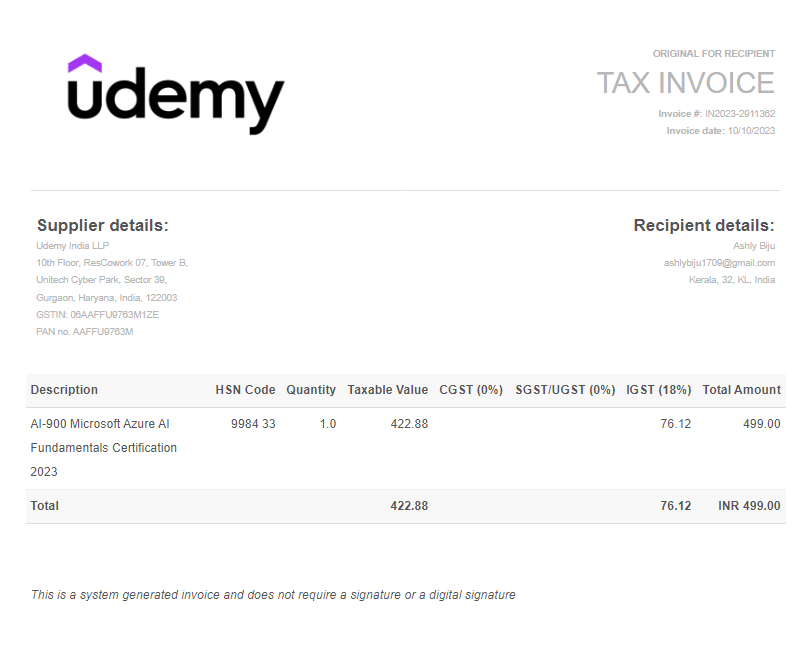 udemy
ORIGINAL FOR RECIPIENT
TAX INVOICE
Invoice #: IN2023-2911362
Invoice date: 10/10/2023
Supplier details:
Udemy India LLP
10th Floor, ResCowork 07, Tower B,
Unitech Cyber Park, Sector 39,
Gurgaon, Haryana, India, 122003
GSTIN: 06AAFFU9763M1ZE
PAN no. AAFFU9763M
Recipient details:
Ashly Biju
ashlybiju1709@gmail.com
Kerala, 32, KL, India
Description HSN Code Quantity Taxable Value CGST (0%) SGST/UGST (0%) IGST (18%) Total Amount
AI-900 Microsoft Azure AI 9984 33 1.0 422.88 76.12 499.00
Fundamentals Certification
2023
Total 422.88 76.12 INR 499.00
This is a system generated invoice and does not require a signature or a digital signature